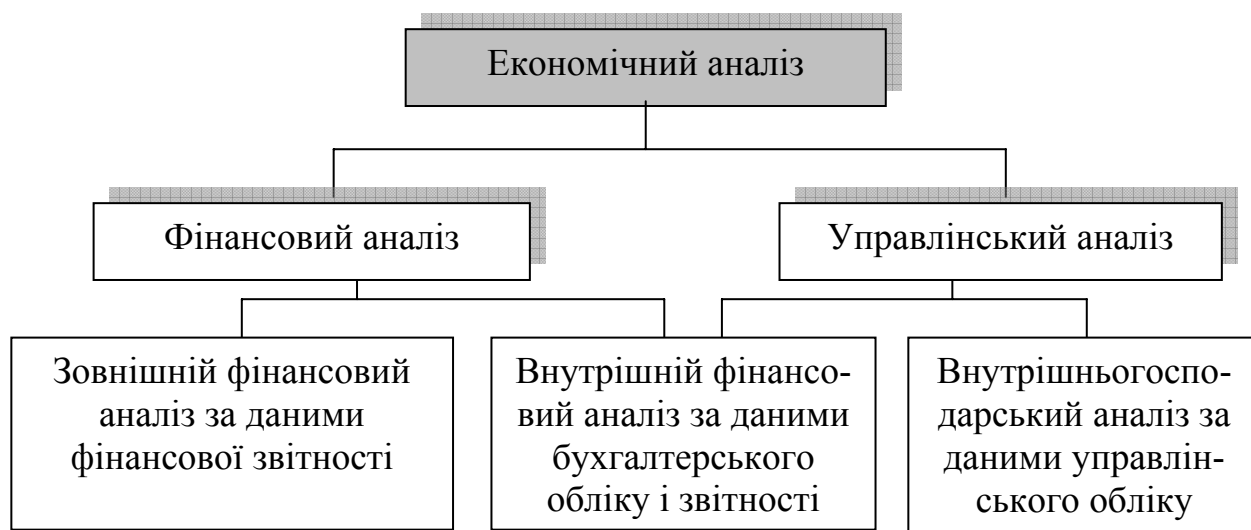 Економічний аналіз
Фінансовий аналіз
Управлінський аналіз
Зовнішній фінансовий
аналіз за даними
фінансової звітності
Внутрішній фінансо-
вий аналіз за даними
бухгалтерського
обліку і звітності
Внутрішньогоспо-
дарський аналіз за
даними управлін-
ського обліку